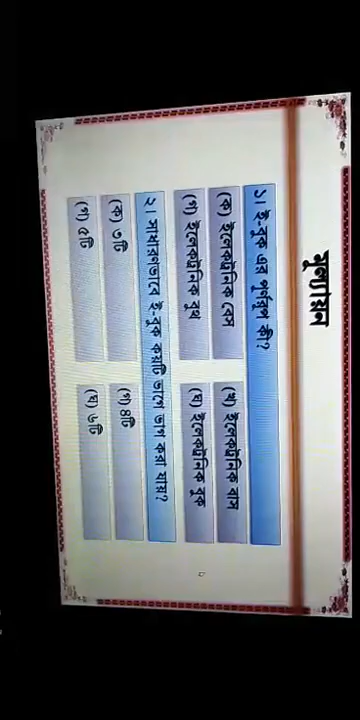 মূল্যায়ন
১। ই-বুক এর পূর্ণরূপ কী?
(ক) ইলেকট্রনিক বেস
(খ) ইলেকট্রনিক বাস
(গ) ইলেকট্রনিক বুথ
(ঘ) ইলেকট্রনিক বুক
২। সাধারণভাবে ই-বুক কয়টি ভাগে ভাগ করা যায়?
(ক) ৩টি
(খ) ৪টি
(গ) ৫টি
(ঘ) ৬টি